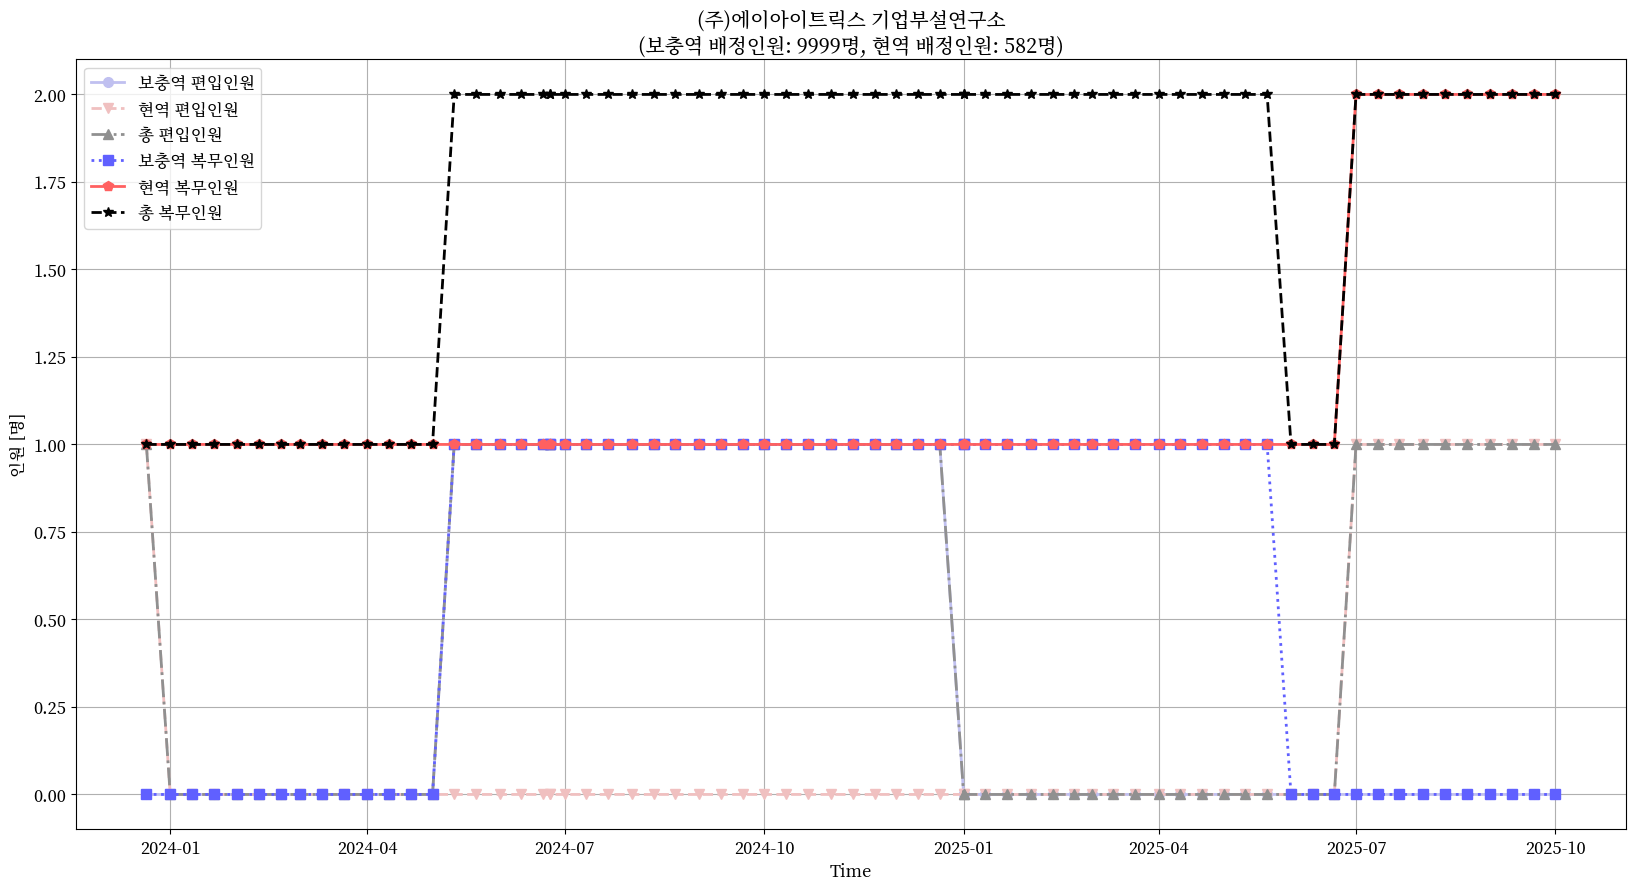 (주)에이아이트릭스 기업부설연구소
(보충역 배정인원: 9999명, 현역 배정인원: 582명)
보충역 편입인원
현역 편입인원
총 편입인원
보충역 복무인원
현역 복무인원
총 복무인원
인원 [명]
2.00
1.75
1.50
1.25
1.00
0.75
0.50
0.25
0.00
2024-01
2024-04
2024-07
2024-10
2025-01
2025-04
2025-07
2025-10
Time